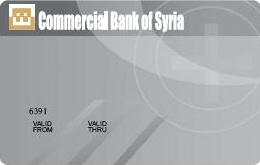 Commercial Bank of Syria
6391
VALID
FROM
VALID
THRU